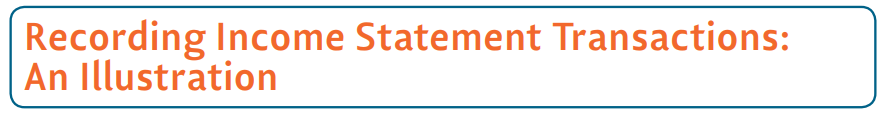 Recording Income Statement Transactions:
An Illustration